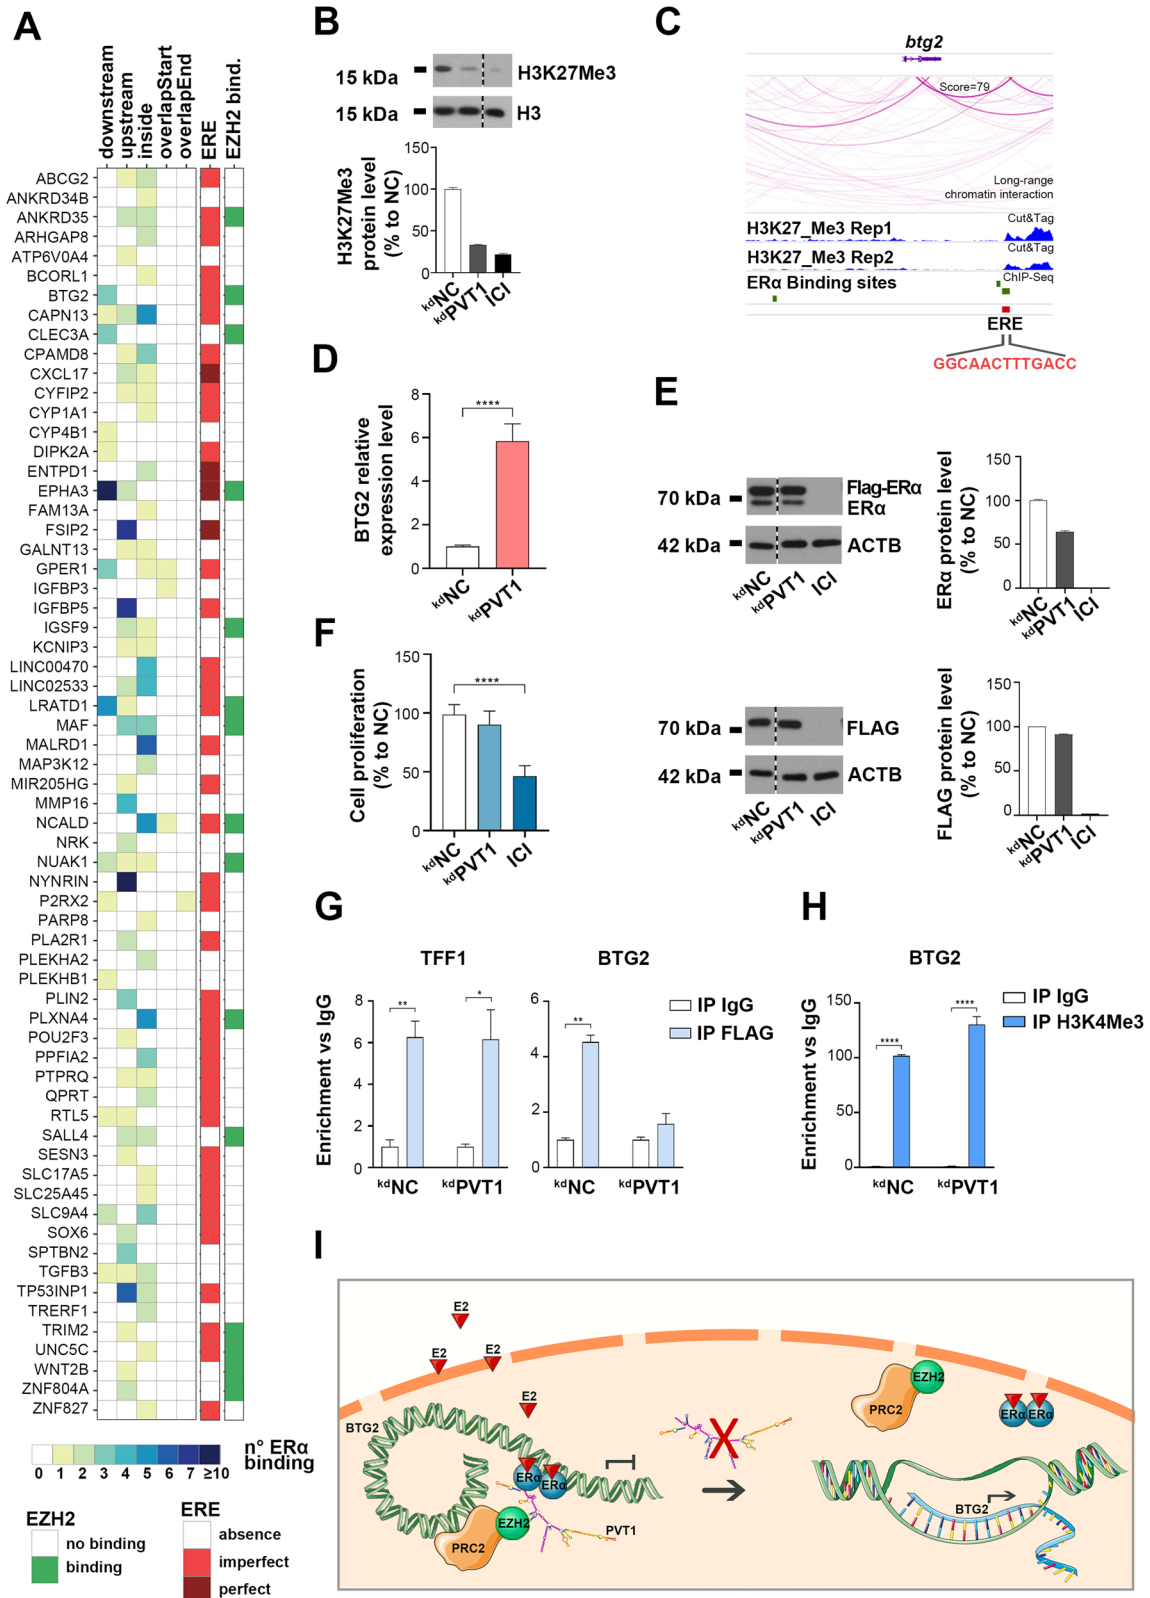 A
downstream
upstream
inside
overlapStart
overlapEnd
ERE
EZH2 bind.
ABCG2
ANKRD34B
ANKRD35
ARHGAP8
ATP6V0A4
BCORL1
BTG2
CAPN13
CLEC3A
CPAMD8
CXCL17
CYFIP2
CYP1A1
CYP4B1
DIPK2A
ENTPD1
EPHA3
FAM13A
FSIP2
GALNT13
GPER1
IGFBP3
IGFBP5
IGSF9
KCNIP3
LINC00470
LINC02533
LRATD1
MAF
MALRD1
MAP3K12
MIR205HG
MMP16
NCALD
NRK
NUAK1
NYNRIN
P2RX2
PARP8
PLA2R1
PLEKHA2
PLEKHB1
PLIN2
PLXNA4
POU2F3
PPFIA2
PTPRQ
QPRT
RTL5
SALL4
SESN3
SLC17A5
SLC25A45
SLC9A4
SOX6
SPTBN2
TGFB3
TP53INP1
TRERF1
TRIM2
UNC5C
WNT2B
ZNF804A
ZNF827
0 1 2 3 4 5 6 7 ≥10
n° ERα
binding
EZH2
no binding
binding
ERE
absence
imperfect
perfect
B
15 kDa
H3K27Me3
15 kDa
H3
H3K27Me3
protein level
(% to NC)
150
100
50
0
kdNC
kdPVT1
ICI
C
btg2
Score=79
Long-range
chromatin interaction
Cut&Tag
H3K27_Me3 Rep1
Cut&Tag
H3K27_Me3 Rep2
ChIP-Seq
ERα Binding sites
ERE
GGCAACTTTGACC
D
BTG2 relative
expression level
8
6
4
2
0
****
kdNC
kdPVT1
E
70 kDa
Flag-ERα
ERα
42 kDa
ACTB
kdNC
kdPVT1
ICI
ERα protein level
(% to NC)
150
100
50
0
kdNC
kdPVT1
ICI
70 kDa
FLAG
42 kDa
ACTB
kdNC
kdPVT1
ICI
FLAG protein level
(% to NC)
150
100
50
0
kdNC
kdPVT1
ICI
F
Cell proliferation
(% to NC)
150
100
50
0
****
kdNC
kdPVT1
ICI
G
TFF1
Enrichment vs IgG
8
6
4
2
0
**
*
kdNC
kdPVT1
BTG2
6
4
2
0
**
kdNC
kdPVT1
IP IgG
IP FLAG
H
BTG2
Enrichment vs IgG
150
100
50
0
****
****
kdNC
kdPVT1
IP IgG
IP H3K4Me3
I
E2
E2
E2
E2
BTG2
ERα
ERα
EZH2
PRC2
PVT1
X
EZH2
PRC2
ERα
ERα
BTG2